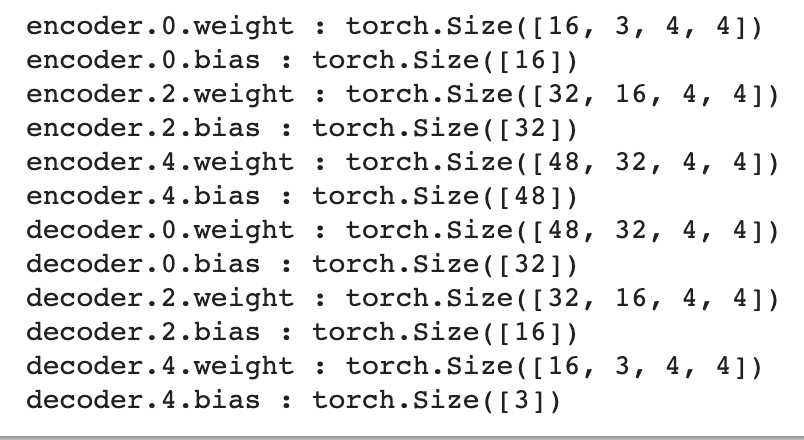 encoder.0.weight : torch.Size([16, 3, 4, 4])
encoder.0.bias : torch.Size([16])
encoder.2.weight : torch.Size([32, 16, 4, 4])
encoder.2.bias : torch.Size([32])
encoder.4.weight : torch.Size([48, 32, 4, 4])
encoder.4.bias : torch.Size([48])
decoder.0.weight : torch.Size([48, 32, 4, 4])
decoder.0.bias : torch.Size([32])
decoder.2.weight : torch.Size([32, 16, 4, 4])
decoder.2.bias : torch.Size([16])
decoder.4.weight : torch.Size([16, 3, 4, 4])
decoder.4.bias : torch.Size([3])